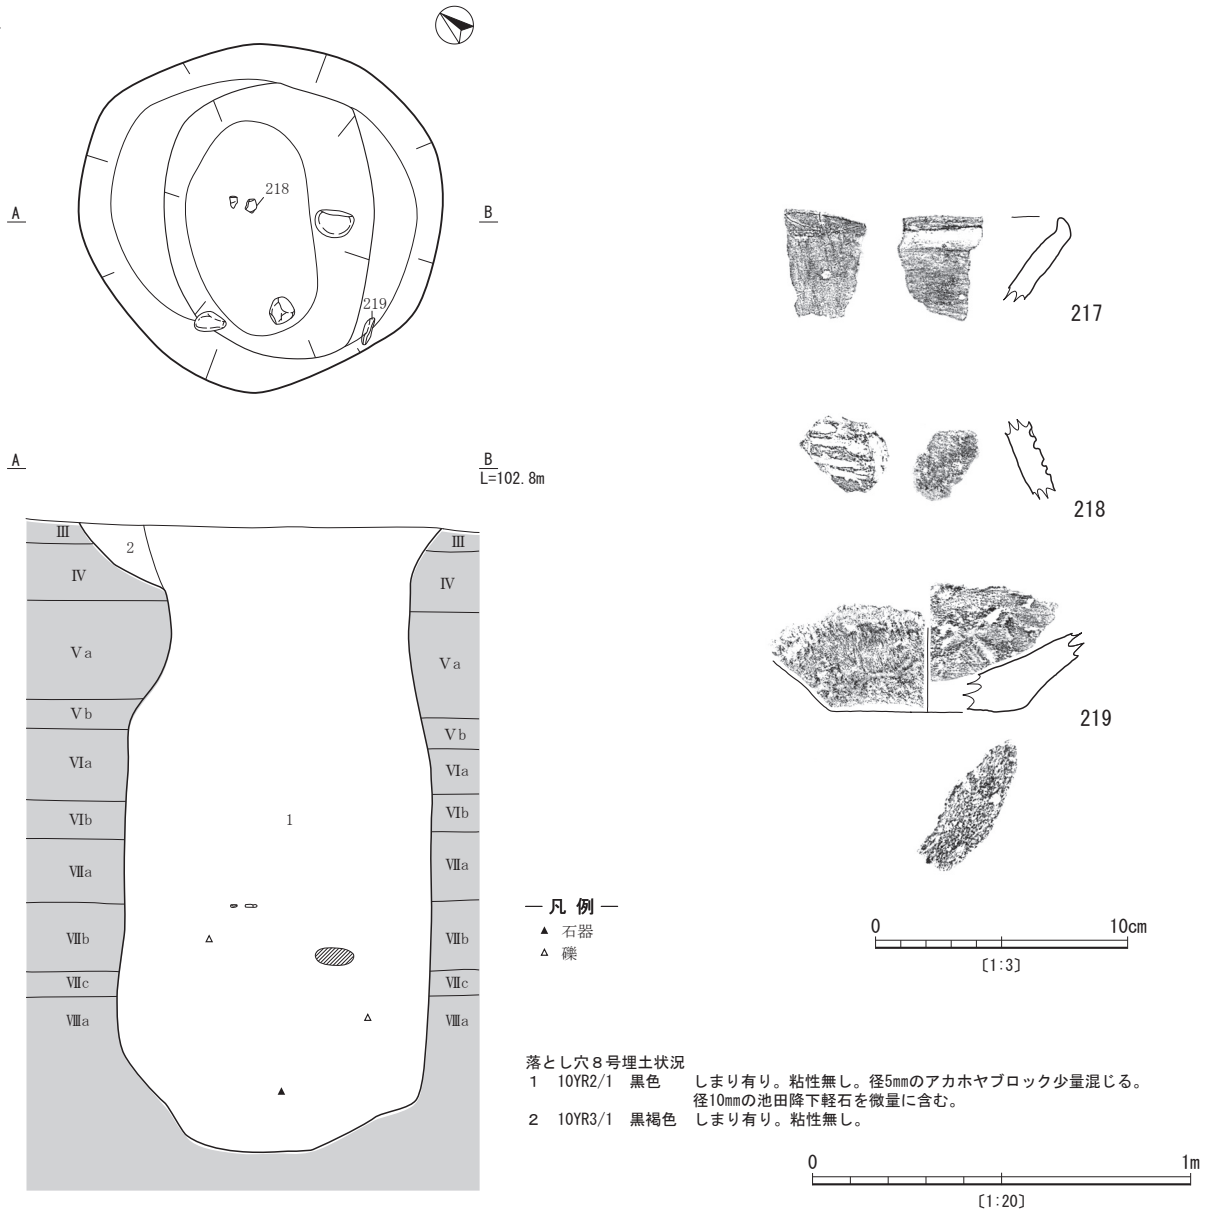 218
A
B
219
A
B
L=102.8m
Ⅲ
2
Ⅳ
Ⅴa
Ⅴb
Ⅵa
Ⅵb
Ⅶa
Ⅶb
Ⅶc
Ⅷa
1
Ⅲ
Ⅳ
Ⅴa
Ⅴb
Ⅵa
Ⅵb
Ⅶa
Ⅶb
Ⅶc
Ⅷa
217
218
219
― 凡 例 ―
▲ 石器
△ 礫
0 10cm
〔1:3〕
落とし穴8号埋土状況
1 10YR2/1 黒色 しまり有り。粘性無し。径5mmのアカホヤブロック少量混じる。
径10mmの池田降下軽石を微量に含む。
2 10YR3/1 黒褐色 しまり有り。粘性無し。
0 1m
〔1:20〕